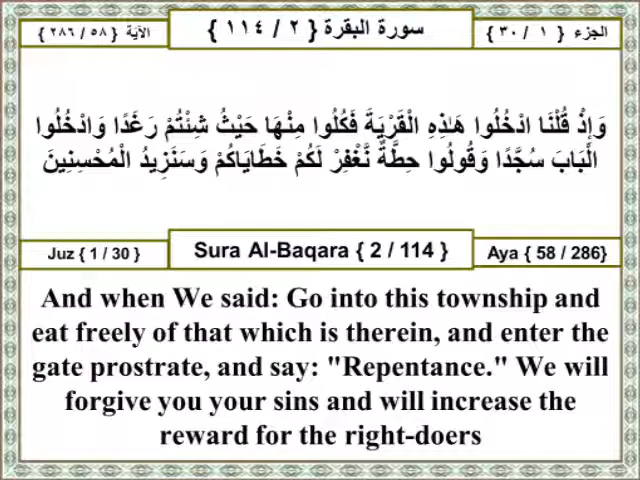 الجزء { ١ / ٣٠ }
سورة البقرة { ٢ / ١١٤ }
الآية { ٥٨ / ٢٨٦ }
وَإِذْ قُلْنَا ادْخُلُوا هَـٰذِهِ الْقَرْيَةَ فَكُلُوا مِنْهَا حَيْثُ شِئْتُمْ رَغَدًا وَادْخُلُوا
الْبَابَ سُجَّدًا وَقُولُوا حِطَّةٌ نَّغْفِرْ لَكُمْ خَطَايَاكُمْ وَسَنَزِيدُ الْمُحْسِنِينَ
Juz { 1 / 30 }
Sura Al-Baqara { 2 / 114 }
Aya { 58 / 286}
And when We said: Go into this township and
eat freely of that which is therein, and enter the
gate prostrate, and say: "Repentance." We will
forgive you your sins and will increase the
reward for the right-doers